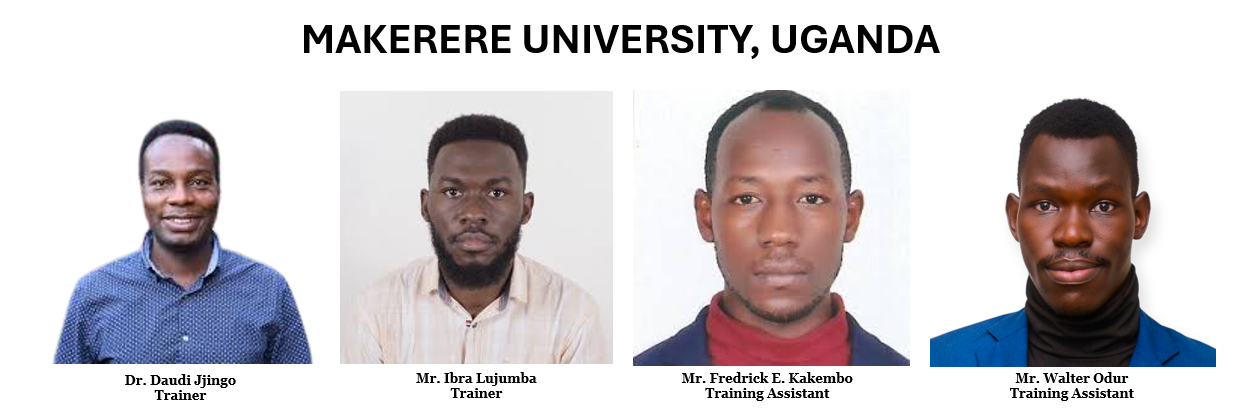 MAKERERE UNIVERSITY, UGANDA
Dr. Daudi Jjingo
Trainer
Mr. Ibra Lujumba
Trainer
Mr. Fredrick E. Kakembo
Training Assistant
Mr. Walter Odur
Training Assistant